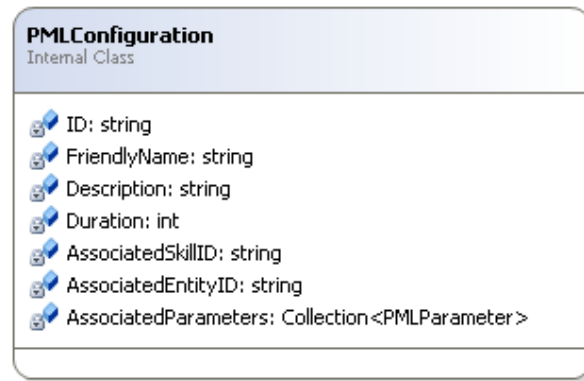 PMLConfiguration
Internal Class
ID: string
FriendlyName: string
Description: string
Duration: int
AssociatedSkillID: string
AssociatedEntityID: string
AssociatedParameters: Collection<PMLParameter>